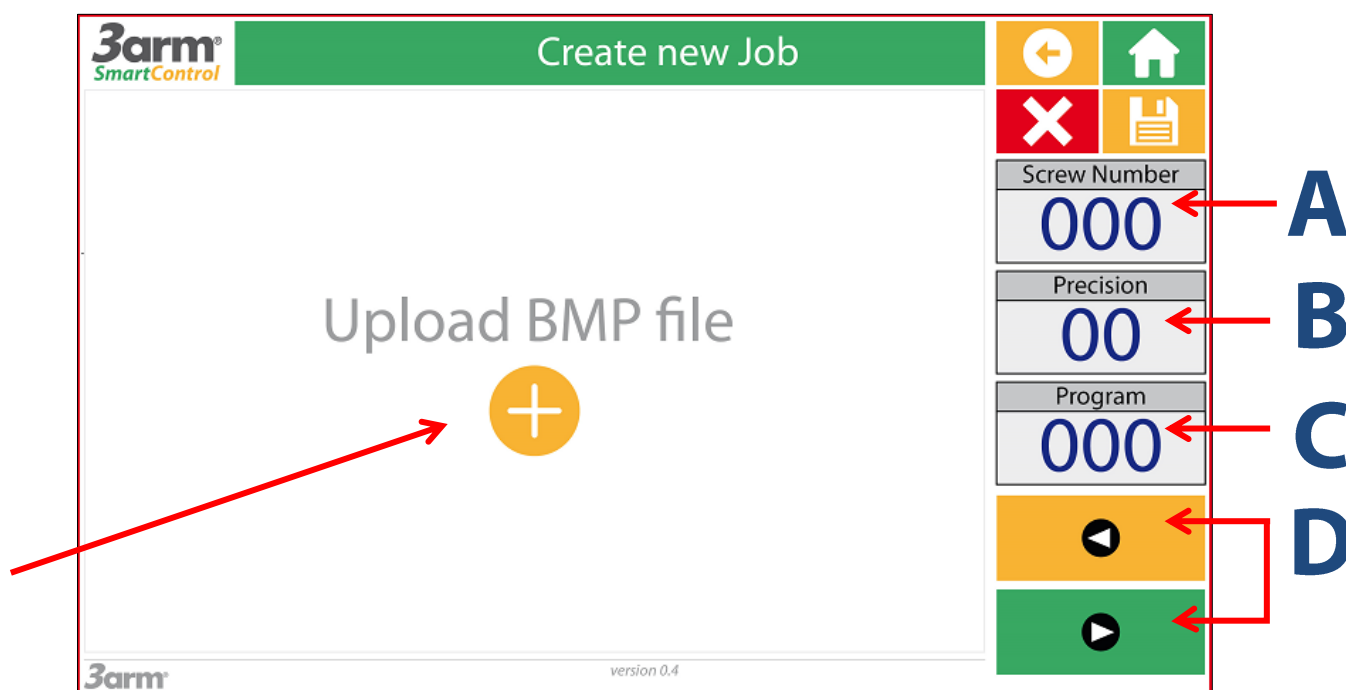 3arm®
SmartControl
Create new Job
Screw Number
000
A
Precision
00
B
Upload BMP file
Program
000
C
D
version 0.4
3arm®